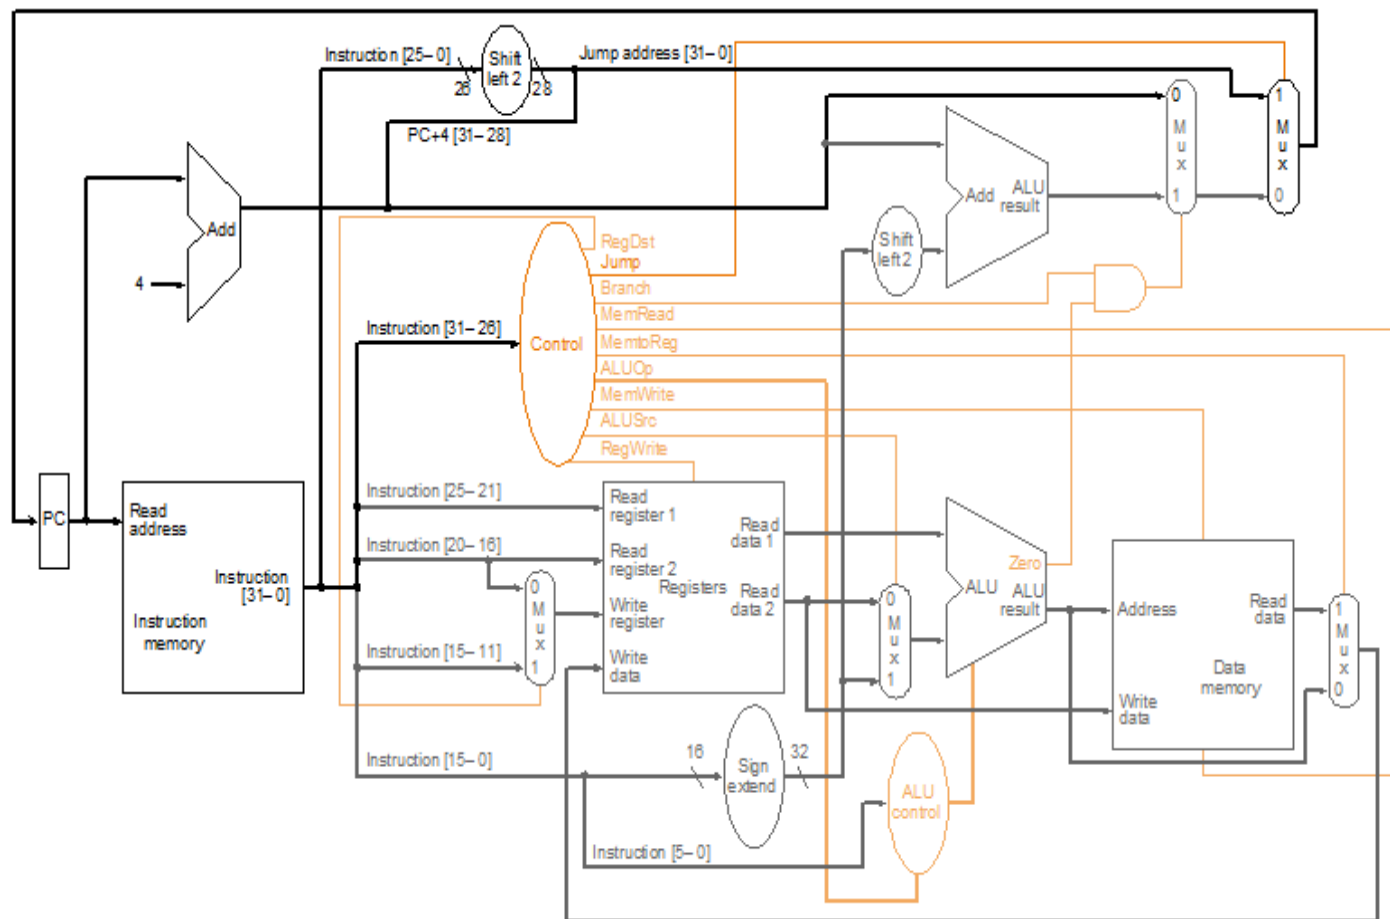 Instruction [25–0]
26
Shift
left 2
28
Jump address [31–0]
PC+4 [31–28]
Add
4
0
M
u
x
1
1
M
u
x
0
Add
ALU
result
Shift
left 2
RegDst
Jump
Branch
MemRead
MemtoReg
ALUOp
MemWrite
ALUSrc
RegWrite
Control
Instruction [31–26]
PC
Read
address
Instruction
[31–0]
Instruction
memory
Instruction [25–21]
Instruction [20–16]
Instruction [15–11]
0
M
u
x
1
Read
register 1
Read
register 2
Write
register
Write
data
Registers
Read
data 1
Read
data 2
0
M
u
x
1
Zero
ALU
ALU
result
Address
Write
data
Read
data
Data
memory
1
M
u
x
0
Instruction [15–0]
16
Sign
extend
32
ALU
control
Instruction [5–0]